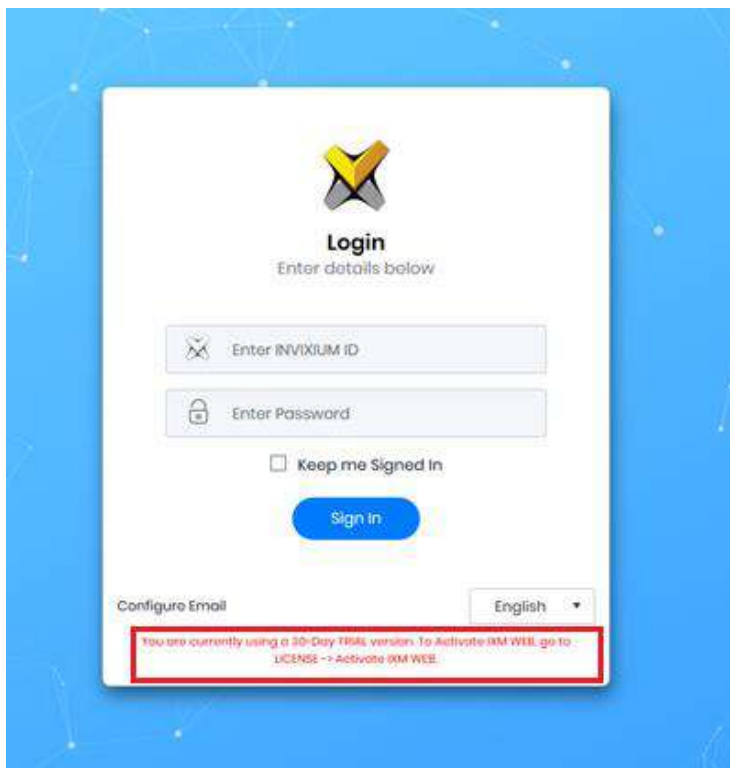 Login
Enter details below
Enter INVIXIUM ID
Enter Password
Keep me Signed In
Sign In
Configure Email
English
You are currently using a 30-Day TRIAL version. To Activate IXM WEB, go to
LICENSE -> Activate IXM WEB.